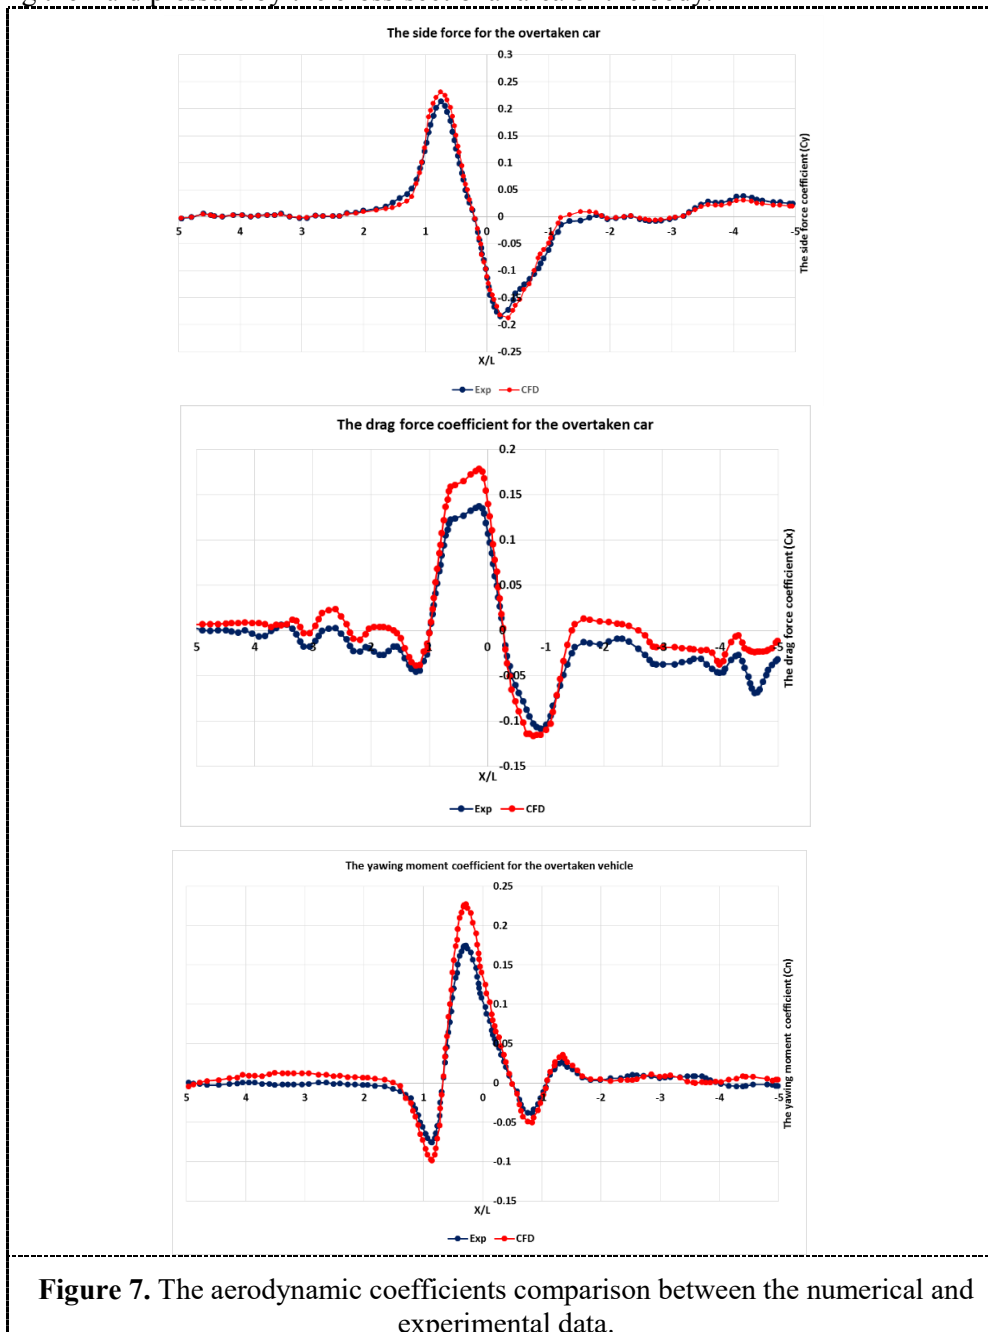 The side force for the overtaken car
0.3
0.25
0.2
0.15
0.1
0.05
0
5 4 3 2 1 0 -1 -2 -3 -4 -5
-0.05
-0.1
-0.15
-0.2
-0.25
X/L
The side force coefficient (Cy)
Exp CFD
The drag force coefficient for the overtaken car
0.2
0.15
0.1
0.05
0
5 4 3 2 1 -1 -2 -3 -4 -5
-0.05
-0.1
-0.15
X/L
The drag force coefficient (Cx)
Exp CFD
The yawing moment coefficient for the overtaken vehicle
0.25
0.2
0.15
0.1
0.05
0
5 4 3 2 1 0 -1 -2 -3 -4 -5
-0.05
-0.1
-0.15
X/L
The yawing moment coefficient (Cn)
Exp CFD
Figure 7. The aerodynamic coefficients comparison between the numerical and
experimental data.